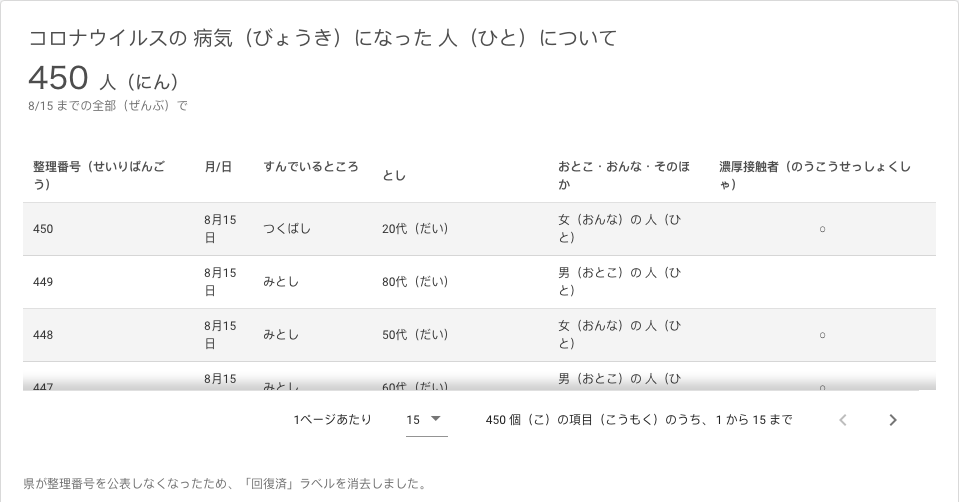 コロナウイルスの 病気（びょうき）になった 人（ひと）について
450 人（にん）
8/15 までの全部（ぜんぶ）で
整理番号（せいりばんごう） 月/日 すんでいるところ とし おとこ・おんな・そのほか 濃厚接触者（のうこうせっしょくしゃ）
450 8月15日 つくばし 20代（だい） 女（おんな）の 人（ひと） ○
449 8月15日 みとし 80代（だい） 男（おとこ）の 人（ひと）
448 8月15日 みとし 50代（だい） 女（おんな）の 人（ひと） ○
447 8月15 みとし 60代（だい） 男（おとこ）の 人（ひ ○
1ページあたり 15 450 個（こ）の 項目（こうもく）のうち、1 から 15 まで
県が整理番号を公表しなくなったため、「回復済」ラベルを消去しました。